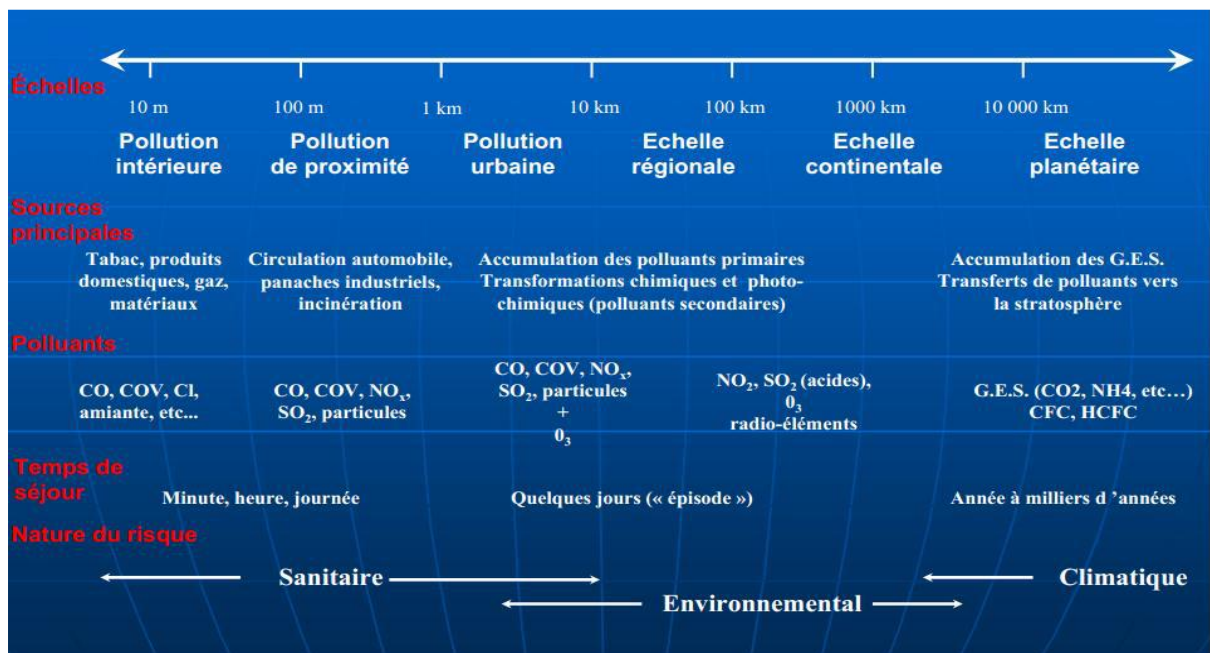 Échelles
10 m 100 m 1 km 10 km 100 km 1000 km 10 000 km
Pollution intérieure
Pollution de proximité
Pollution urbaine
Echelle régionale
Echelle continentale
Echelle planétaire
Sources
principales
Tabac, produits
domestiques, gaz,
matériaux
Circulation automobile,
panaches industriels,
incinération
Accumulation des polluants primaires
Transformations chimiques et photo-
chimiques (polluants secondaires)
Accumulation des G.E.S.
Transferts de polluants vers
la stratosphère
Polluants
CO, COV, Cl,
amiante, etc...
CO, COV, NOx,
SO2, particules
CO, COV, NOx,
SO2, particules
+
03
NO2, SO2 (acides),
03
radio-éléments
G.E.S. (CO2, NH4, etc…)
CFC, HCFC
Temps de
séjour
Minute, heure, journée
Quelques jours (« épisode »)
Année à milliers d ’années
Nature du risque
Sanitaire
Climatique
Environnemental